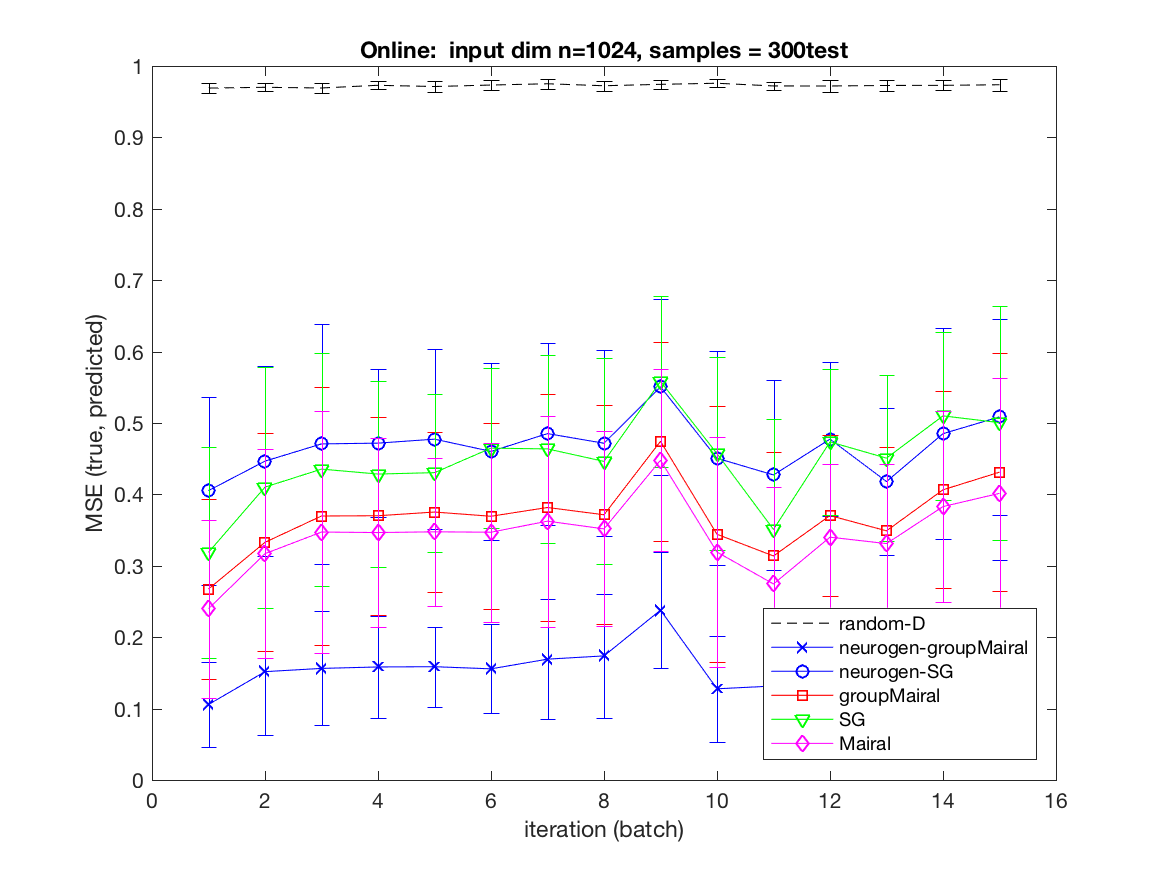 Online:  input dim n=1024, samples = 300test
MSE (true, predicted)
1
0.9
0.8
0.7
0.6
0.5
0.4
0.3
0.2
0.1
0
0 2 4 6 8 10 12 14 16
iteration (batch)
random-D
neurogen-groupMairal
neurogen-SG
groupMairal
SG
Mairal